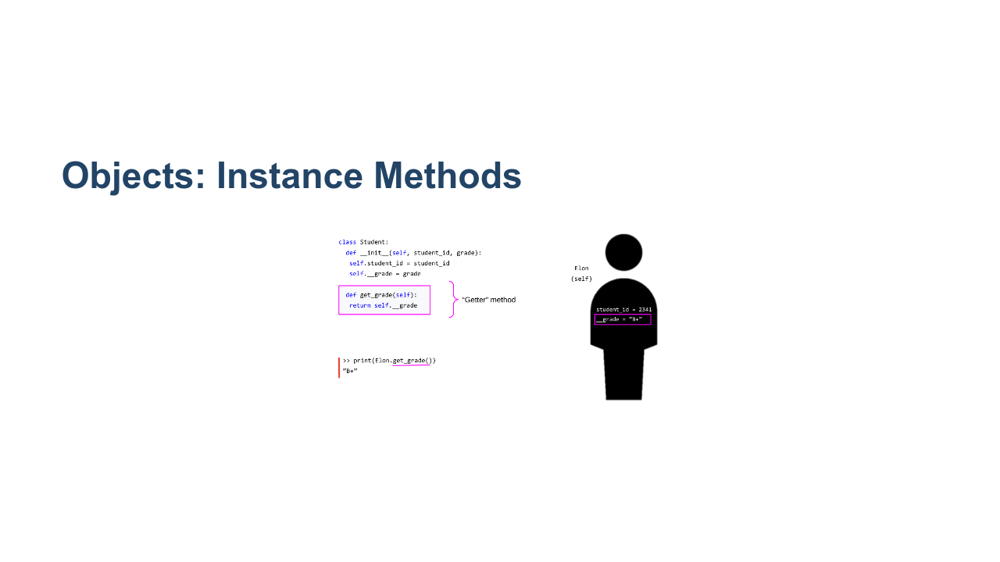 Objects: Instance Methods
class Student:
def __init__(self, student_id, grade):
self.student_id = student_id
self.__grade = grade
def get_grade(self):
return self.__grade
“Getter” method
>> print(Elon.get_grade())
“B+”
Elon
(self)
student_id = 2341
__grade = “B+”